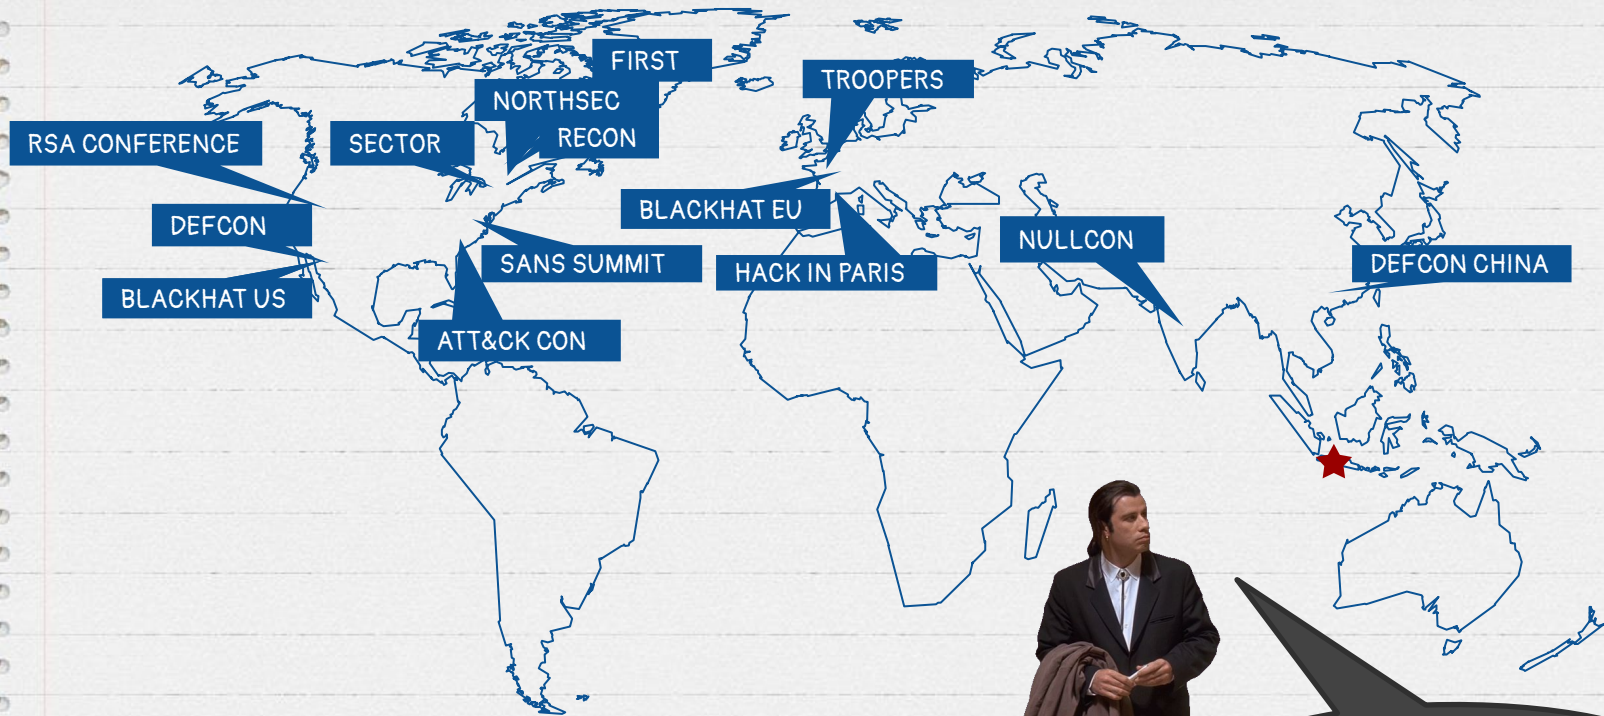 FIRST
TROOPERS
NORTHSEC
RSA CONFERENCE
SECTOR
RECON
DEFCON
BLACKHAT EU
NULLCON
SANS SUMMIT
DEFCON CHINA
HACK IN PARIS
BLACKHAT US
ATT&CK CON